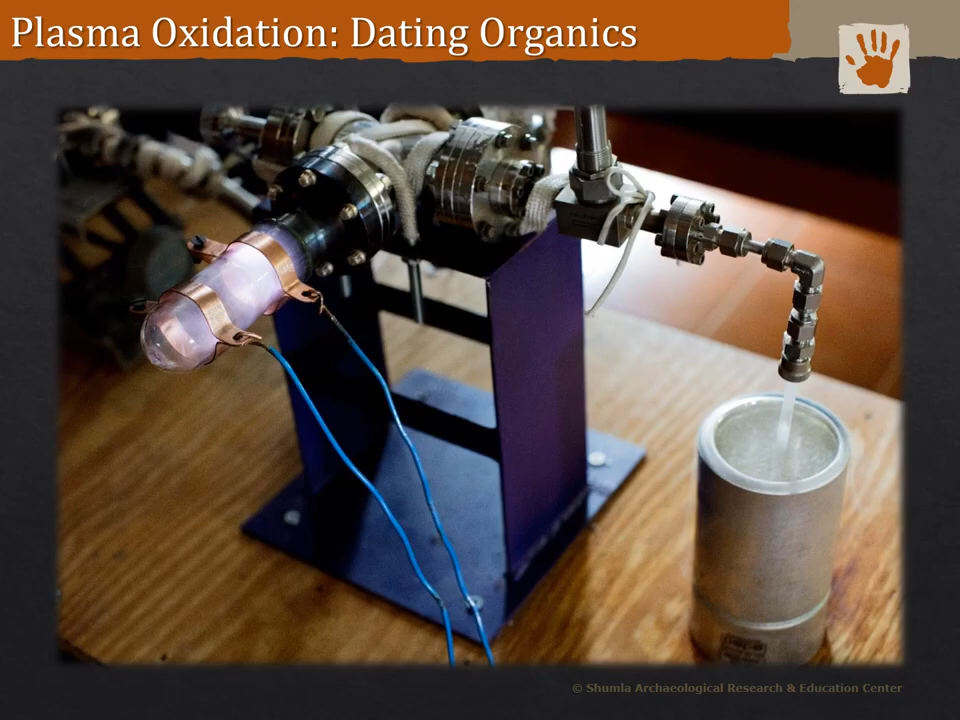 Plasma Oxidation: Dating Organics
© Shumla Archaeological Research & Education Center